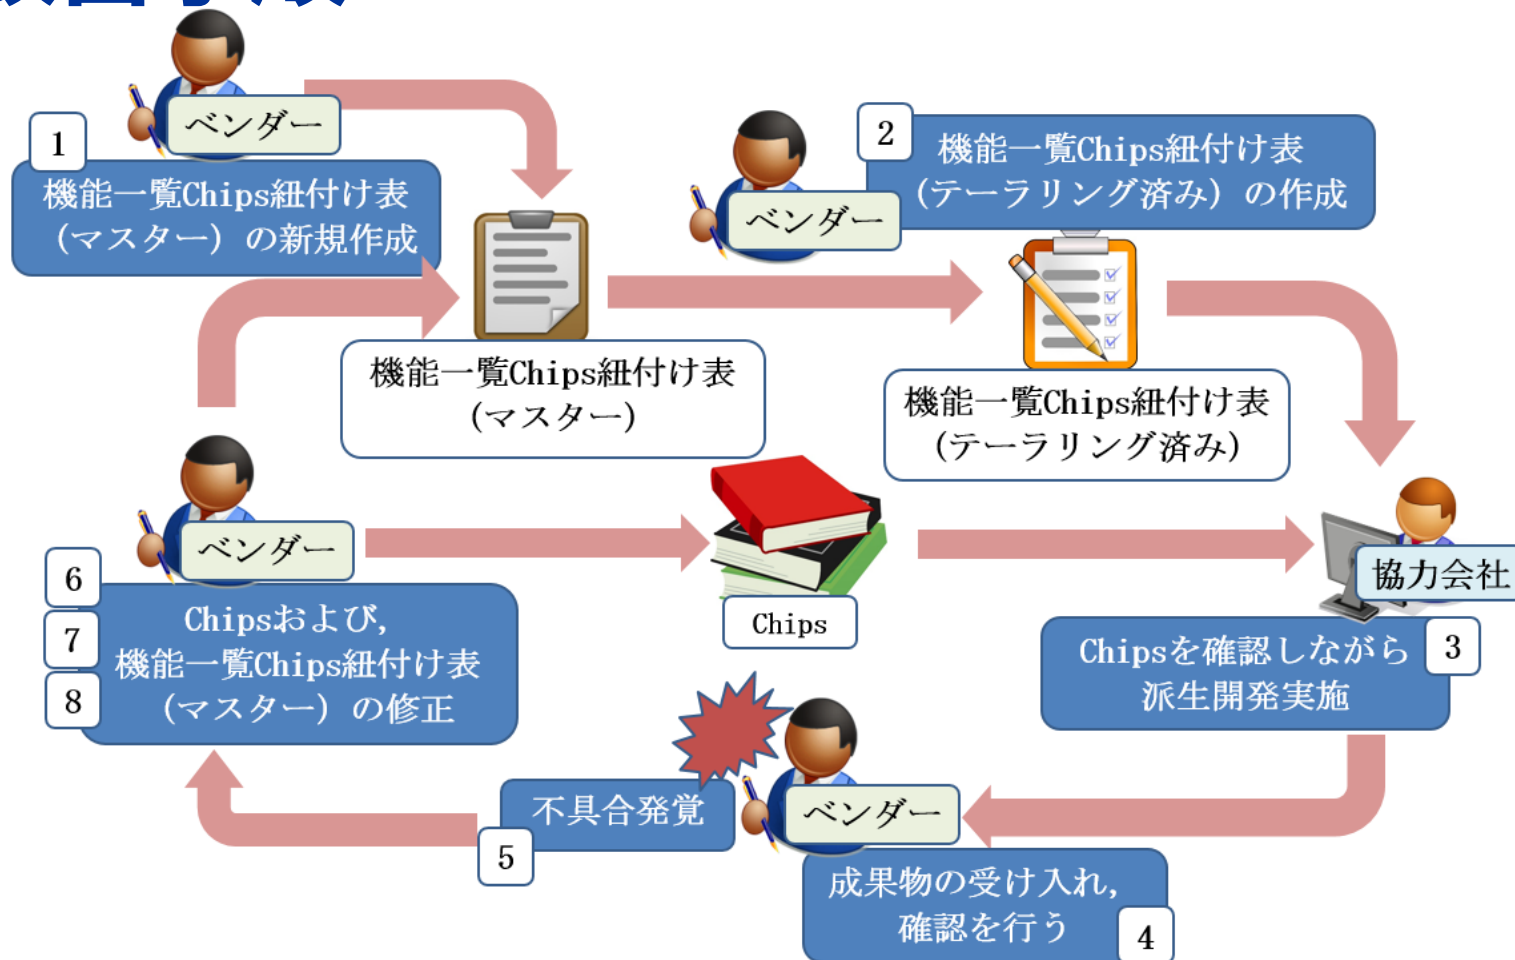 ベンダー
1
機能一覧Chips紐付け表
(マスター) の新規作成
2
機能一覧Chips紐付け表
(テーラリング済み) の作成
ベンダー
機能一覧Chips紐付け表
(マスター)
機能一覧Chips紐付け表
(テーラリング済み)
ベンダー
6
7
8
Chipsおよび,
機能一覧Chips紐付け表
(マスター) の修正
Chips
協力会社
Chipsを確認しながら
派生開発実施
3
不具合発覚
5
ベンダー
成果物の受け入れ,
確認を行う
4